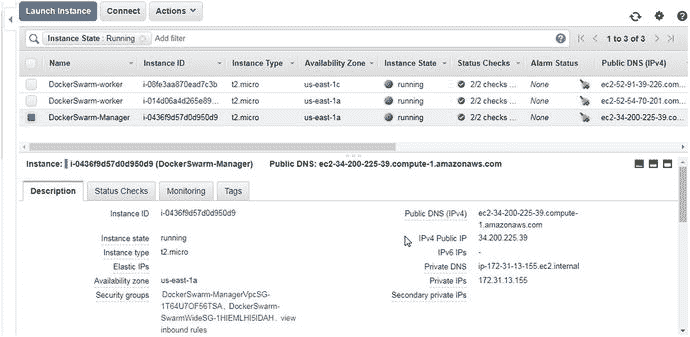 Launch Instance Connect Actions
Instance State : Running Add filter 1 to 3 of 3
Name Instance ID Instance Type Availability Zone Instance State Status Checks Alarm Status Public DNS (IPv4)
DockerSwarm-worker i-08fe3aa870ead7c3b t2.micro us-east-1c running 2/2 checks ... None ec2-52-91-39-226.com...
DockerSwarm-worker i-014d06a4d265e89... t2.micro us-east-1a running 2/2 checks ... None ec2-52-54-70-201.com...
DockerSwarm-Manager i-0436f9d57d0d950d9 t2.micro us-east-1a running 2/2 checks ... None ec2-34-200-225-39.co...
Instance: i-0436f9d57d0d950d9 (DockerSwarm-Manager) Public DNS: ec2-34-200-225-39.compute-1.amazonaws.com
Description Status Checks Monitoring Tags
Instance ID i-0436f9d57d0d950d9 Public DNS (IPv4) ec2-34-200-225-39.compute-
1.amazonaws.com
Instance state running IPv4 Public IP 34.200.225.39
Instance type t2.micro IPv6 IPs -
Elastic IPs Private DNS ip-172-31-13-155.ec2.internal
Availability zone us-east-1a Private IPs 172.31.13.155
Security groups DockerSwarm-ManagerVpcSG- Secondary private IPs
1T64U7OF56TSA, DockerSwarm-
SwarmWideSG-1HIEMLHI5IDAH. view
inbound rules